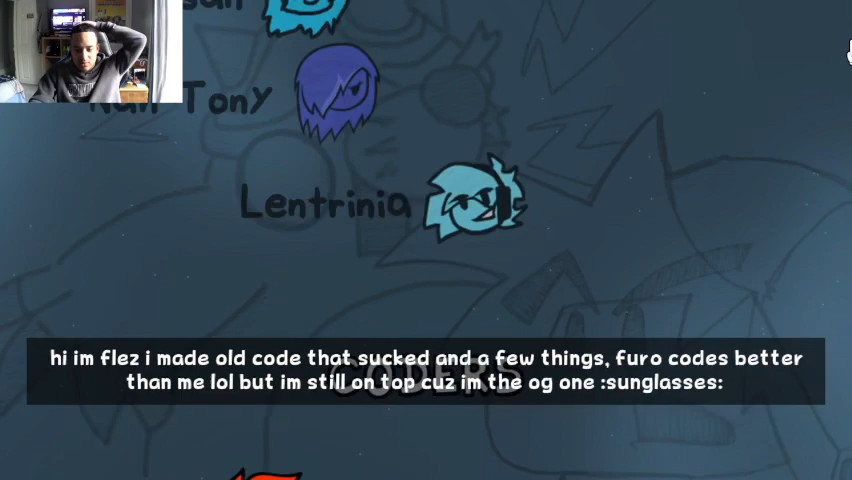 Tony
Lentrinia
hi im flez i made old code that sucked and a few things, furo codes better
than me lol but im still on top cuz im the og one :sunglasses:
CODERS